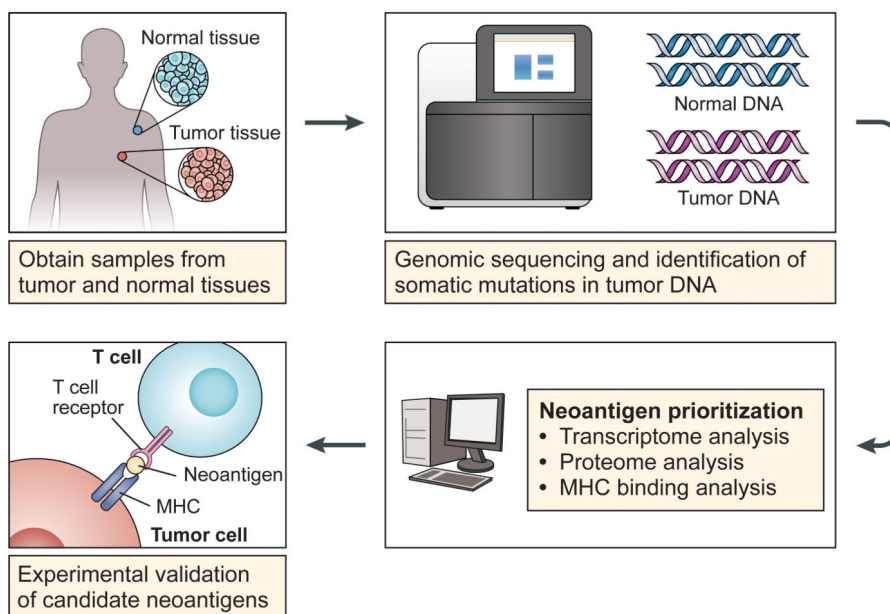 Normal tissue
Tumor tissue
Obtain samples from
tumor and normal tissues
Normal DNA
Tumor DNA
Genomic sequencing and identification of
somatic mutations in tumor DNA
Neoantigen prioritization
• Transcriptome analysis
• Proteome analysis
• MHC binding analysis
T cell
T cell
receptor
Neoantigen
MHC
Tumor cell
Experimental validation
of candidate neoantigens